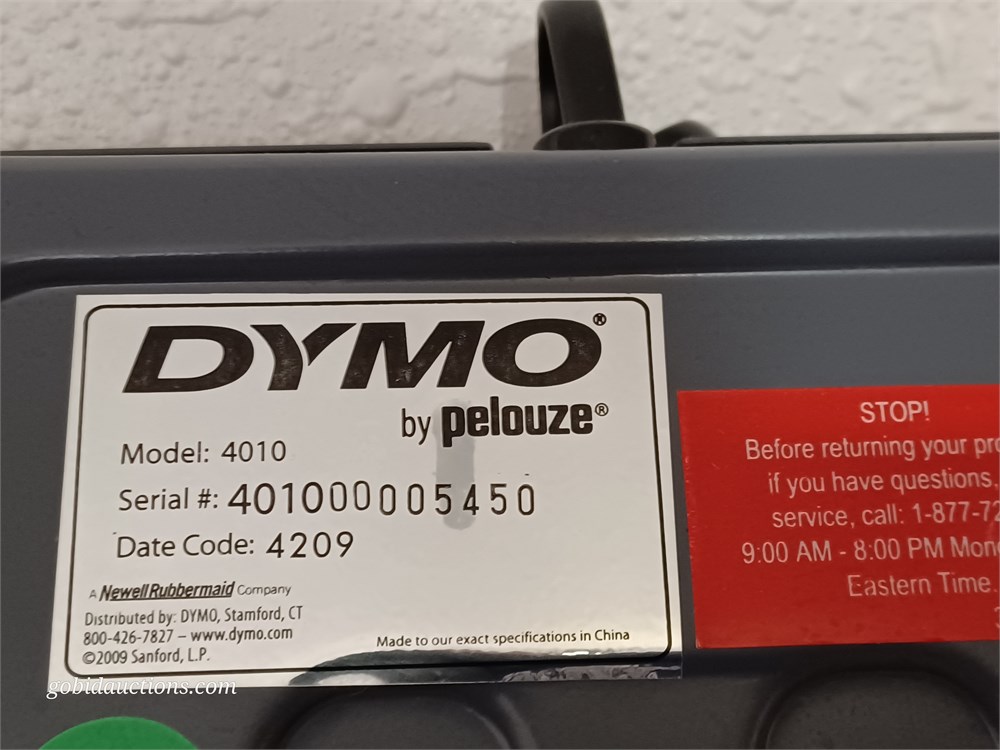 DYMO®
by pelouze®
Model: 4010
Serial #: 401000005450
Date Code: 4209
A Newell Rubbermaid Company
Distributed by: DYMO, Stamford, CT
800-426-7827 – www.dymo.com
©2009 Sanford, L.P.
Made to our exact specifications in China
STOP!
Before returning your pro
if you have questions,
service, call: 1-877-72
9:00 AM - 8:00 PM Mon
Eastern Time.
gobidauctions.com